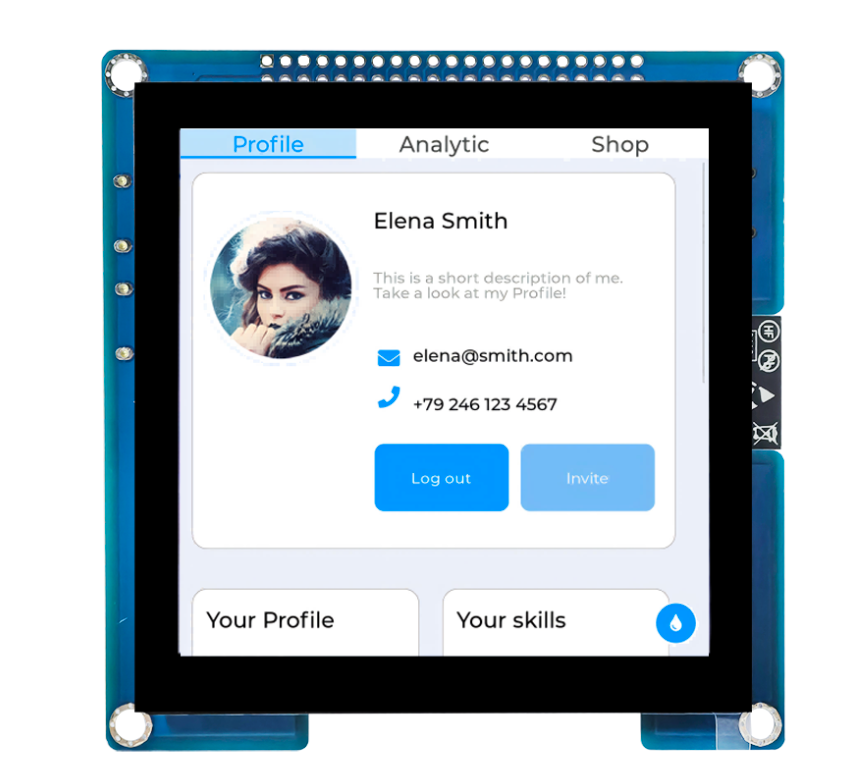 Profile
Analytic
Shop
Elena Smith
This is a short description of me.
Take a look at my Profile!
elena@smith.com
+79 246 123 4567
Log out
Invite
Your Profile
Your skills